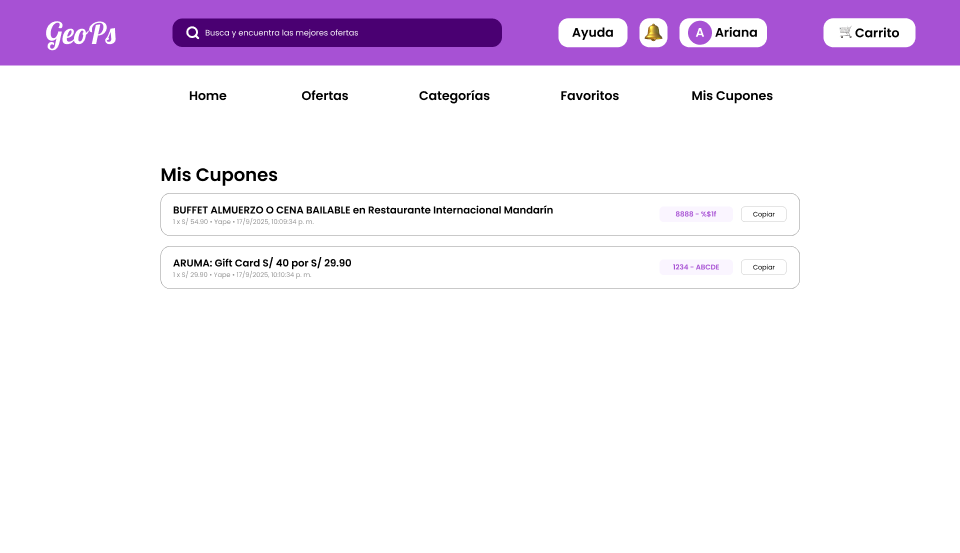 GeoPs
Busca y encuentra las mejores ofertas
Ayuda
A Ariana
Carrito
Home Ofertas Categorías Favoritos Mis Cupones
Mis Cupones
BUFFET ALMUERZO O CENA BAILABLE en Restaurante Internacional Mandarín
1 x S/ 54.90 • Yape • 17/9/2025, 10:09:34 p. m.
8888 - %$1f
Copiar
ARUMA: Gift Card S/ 40 por S/ 29.90
1 x S/ 29.90 • Yape • 17/9/2025, 10:10:34 p. m.
1234 - ABCDE
Copiar